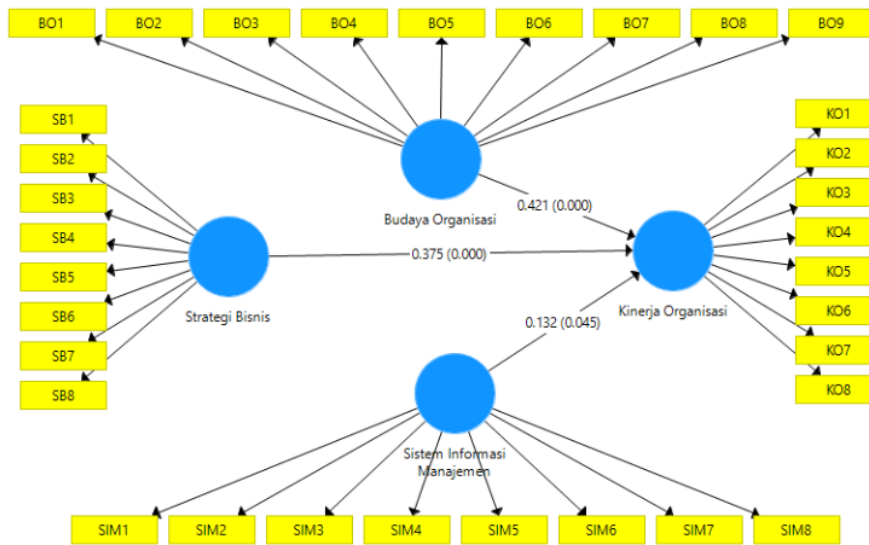 BO1 BO2 BO3 BO4 BO5 BO6 BO7 BO8 BO9
SB1
SB2
SB3
SB4
SB5
SB6
SB7
SB8
Budaya Organisasi
Strategi Bisnis
0.421 (0.000)
0.375 (0.000)
0.132 (0.045)
Kinerja Organisasi
KO1
KO2
KO3
KO4
KO5
KO6
KO7
KO8
Sistem Informasi
Manajemen
SIM1 SIM2 SIM3 SIM4 SIM5 SIM6 SIM7 SIM8